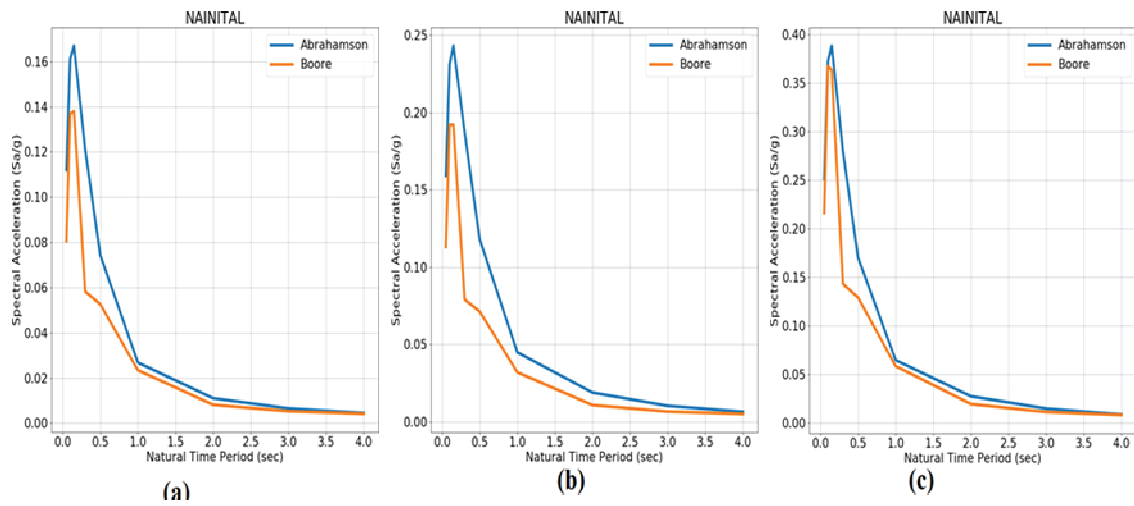 NAINITAL
Abrahamson
Boore
Spectral Acceleration (Sa/g)
0.16
0.14
0.12
0.10
0.08
0.06
0.04
0.02
0.00
0.0 0.5 1.0 1.5 2.0 2.5 3.0 3.5 4.0
Natural Time Period (sec)
(a)
NAINITAL
Abrahamson
Boore
Spectral Acceleration (Sa/g)
0.25
0.20
0.15
0.10
0.05
0.00
0.0 0.5 1.0 1.5 2.0 2.5 3.0 3.5 4.0
Natural Time Period (sec)
(b)
NAINITAL
Abrahamson
Boore
Spectral Acceleration (Sa/g)
0.40
0.35
0.30
0.25
0.20
0.15
0.10
0.05
0.00
0.0 0.5 1.0 1.5 2.0 2.5 3.0 3.5 4.0
Natural Time Period (sec)
(c)